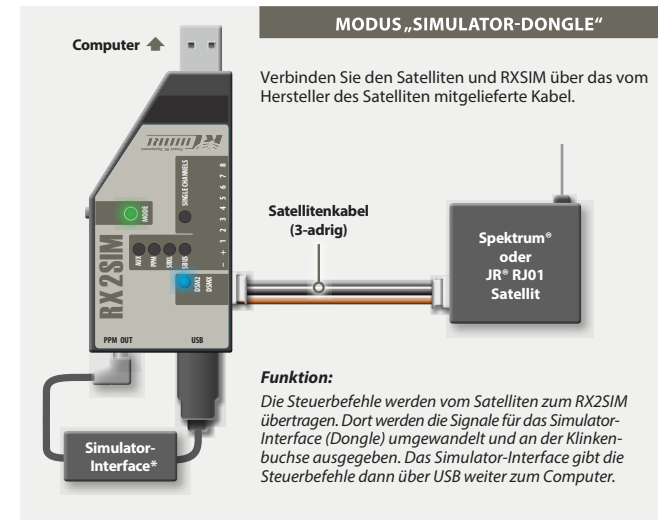 MODUS „SIMULATOR-DONGLE“
Computer
Verbinden Sie den Satelliten und RXSIM über das vom
Hersteller des Satelliten mitgelieferte Kabel.
SINGLE CHANNELS
– + 1 2 3 4 5 6 7 8
MODE
AUX
PPM
SRXL
SBUS
DSM2
DSMX
RX2SIM
PPM OUT
USB
Satellitenkabel
(3-adrig)
Spektrum®
oder
JR® RJ01
Satellit
Simulator-
Interface*
Funktion:
Die Steuerbefehle werden vom Satelliten zum RX2SIM
übertragen. Dort werden die Signale für das Simulator-
Interface (Dongle) umgewandelt und an der Klinken-
buchse ausgegeben. Das Simulator-Interface gibt die
Steuerbefehle dann über USB weiter zum Computer.